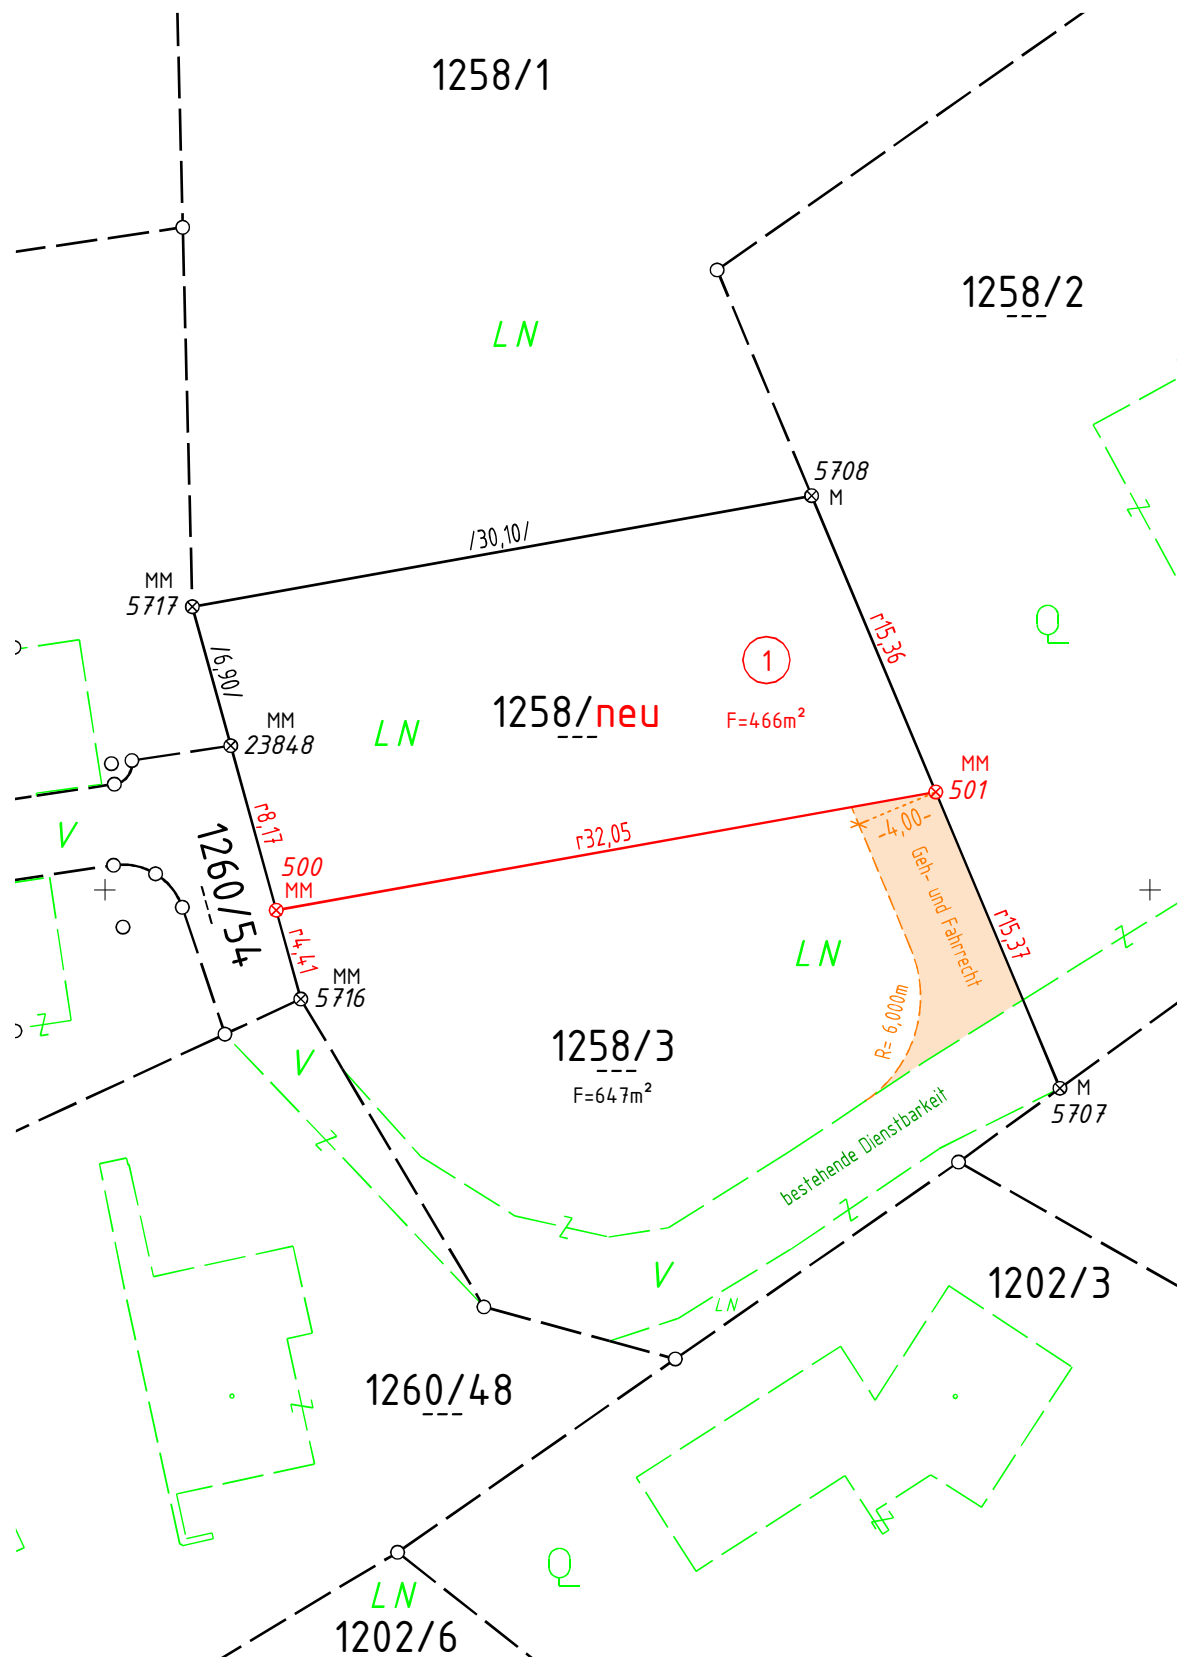 1258/1
1258/2
LN
5708
M
/30,10/
MM
5717
/6,90/
r15,36
Q
1
1258/neu
F=466m²
LN
MM
23848
MM
501
r8,17
r32,05
-4,00-
V
1260/54
500
MM
Geh- und Fahrrecht
r4,41
r15,37
LN
MM
5716
R= 6,000m
1258/3
F=647m²
V
M
5707
bestehende Dienstbarkeit
V
LN
1202/3
1260/48
Q
LN
1202/6